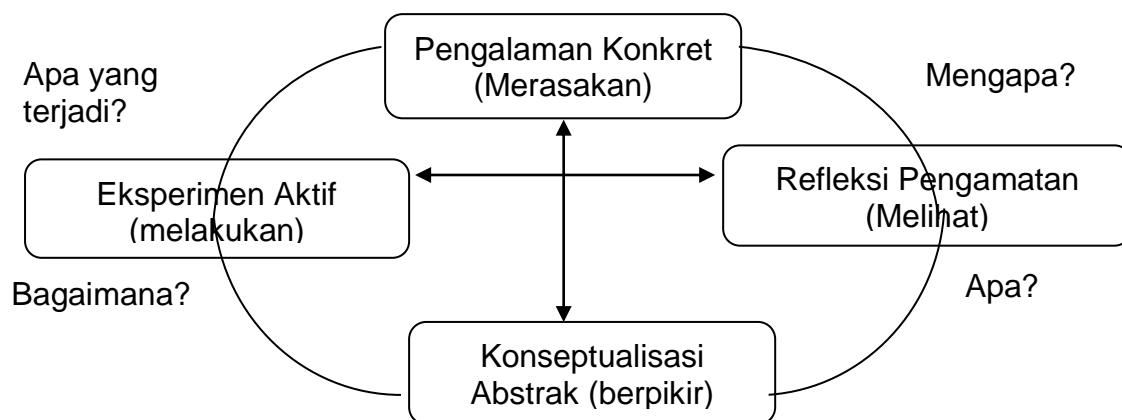 Pengalaman Konkret
(Merasakan)
Apa yang
terjadi?
Mengapa?
Eksperimen Aktif
(melakukan)
Refleksi Pengamatan
(Melihat)
Bagaimana?
Apa?
Konseptualisasi
Abstrak (berpikir)